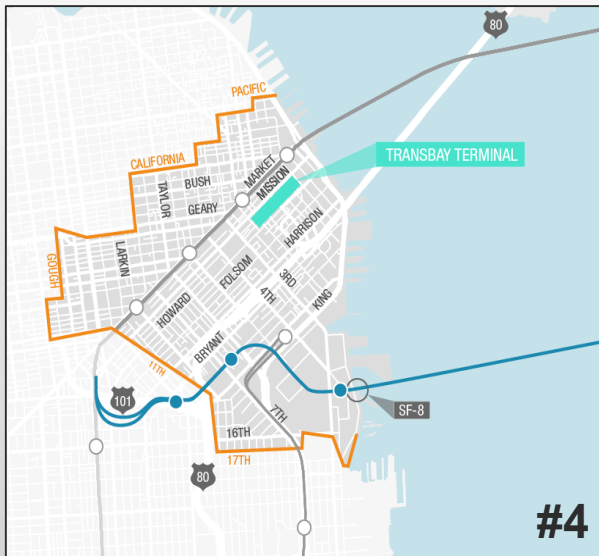 80
PACIFIC
CALIFORNIA
MARKET
TRANSBAY TERMINAL
BUSH
MISSION
TAYLOR
GEARY
HARRISON
LARKIN
GOUGH
FOLSOM
3RD
4TH
KING
HOWARD
BRYANT
11TH
101
SF-8
7TH
16TH
17TH
80
#4